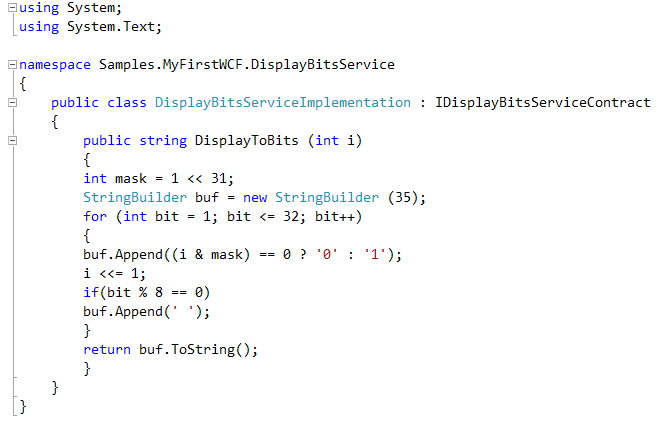 using System;
using System.Text;
namespace Samples.MyFirstWCF.DisplayBitsService
{
public class DisplayBitsServiceImplementation : IDisplayBitsServiceContract
{
public string DisplayToBits (int i)
{
int mask = 1 << 31;
StringBuilder buf = new StringBuilder (35);
for (int bit = 1; bit <= 32; bit++)
{
buf.Append((i & mask) == 0 ? '0' : '1');
i <<= 1;
if(bit % 8 == 0)
buf.Append(' ');
}
return buf.ToString();
}
}
}